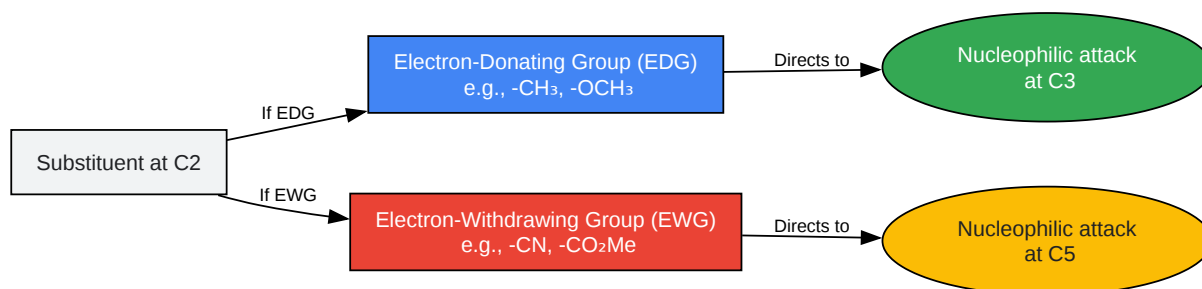 Substituent at C2
If EDG
If EWG
Electron-Donating Group (EDG)
e.g., -CH₃, -OCH₃
Electron-Withdrawing Group (EWG)
e.g., -CN, -CO₂Me
Directs to
Directs to
Nucleophilic attack
at C3
Nucleophilic attack
at C5